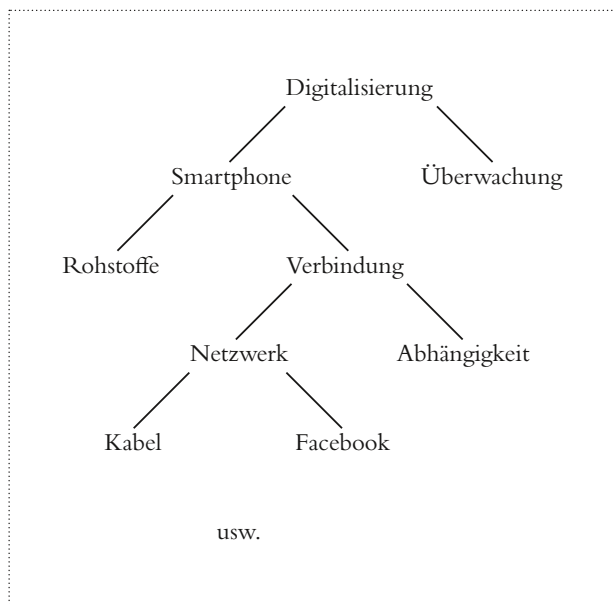 Digitalisierung
Smartphone Überwachung
Rohstoffe Verbindung
Netzwerk Abhängigkeit
Kabel Facebook
usw.